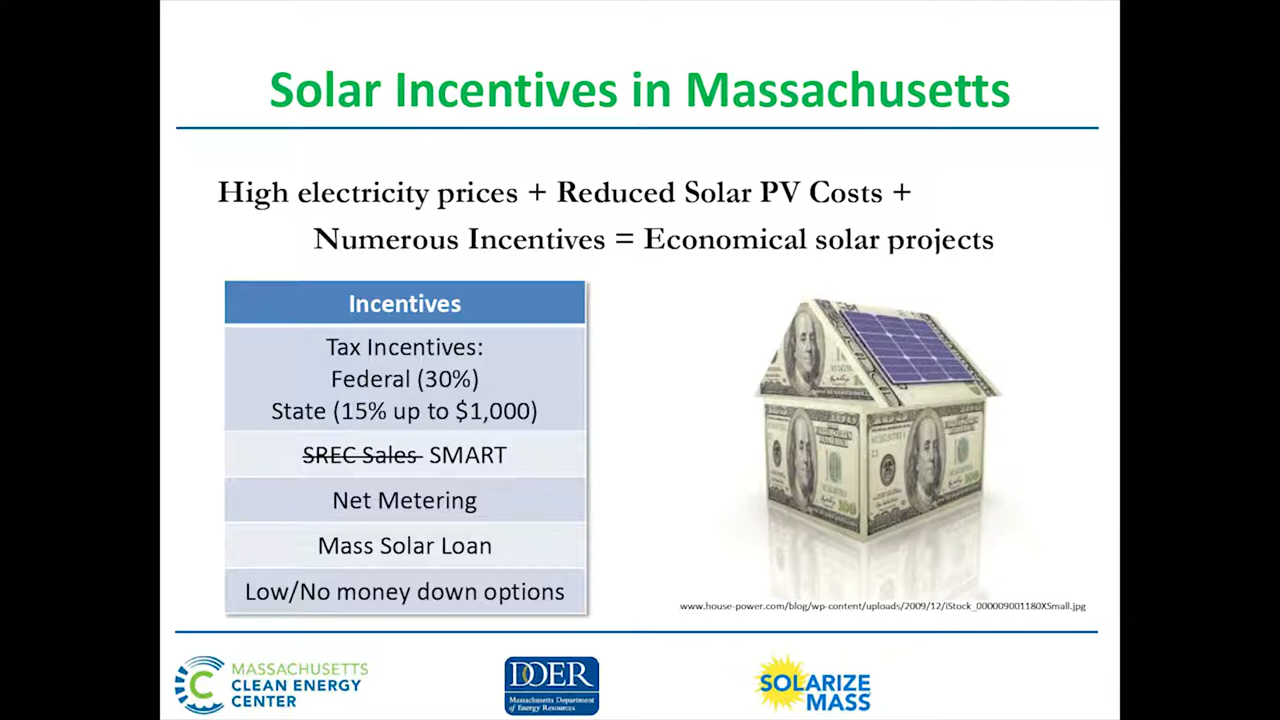 Solar Incentives in Massachusetts
High electricity prices + Reduced Solar PV Costs +
Numerous Incentives = Economical solar projects
Incentives
Tax Incentives:
Federal (30%)
State (15% up to $1,000)
SREC Sales SMART
Net Metering
Mass Solar Loan
Low/No money down options
100
100
www.house-power.com/blog/wp-content/uploads/2009/12/iStock_000009001180XSmall.jpg
MASSACHUSETTS
CLEAN ENERGY
CENTER
DOER
Massachusetts Department
of Energy Resources
SOLARIZE
MASS